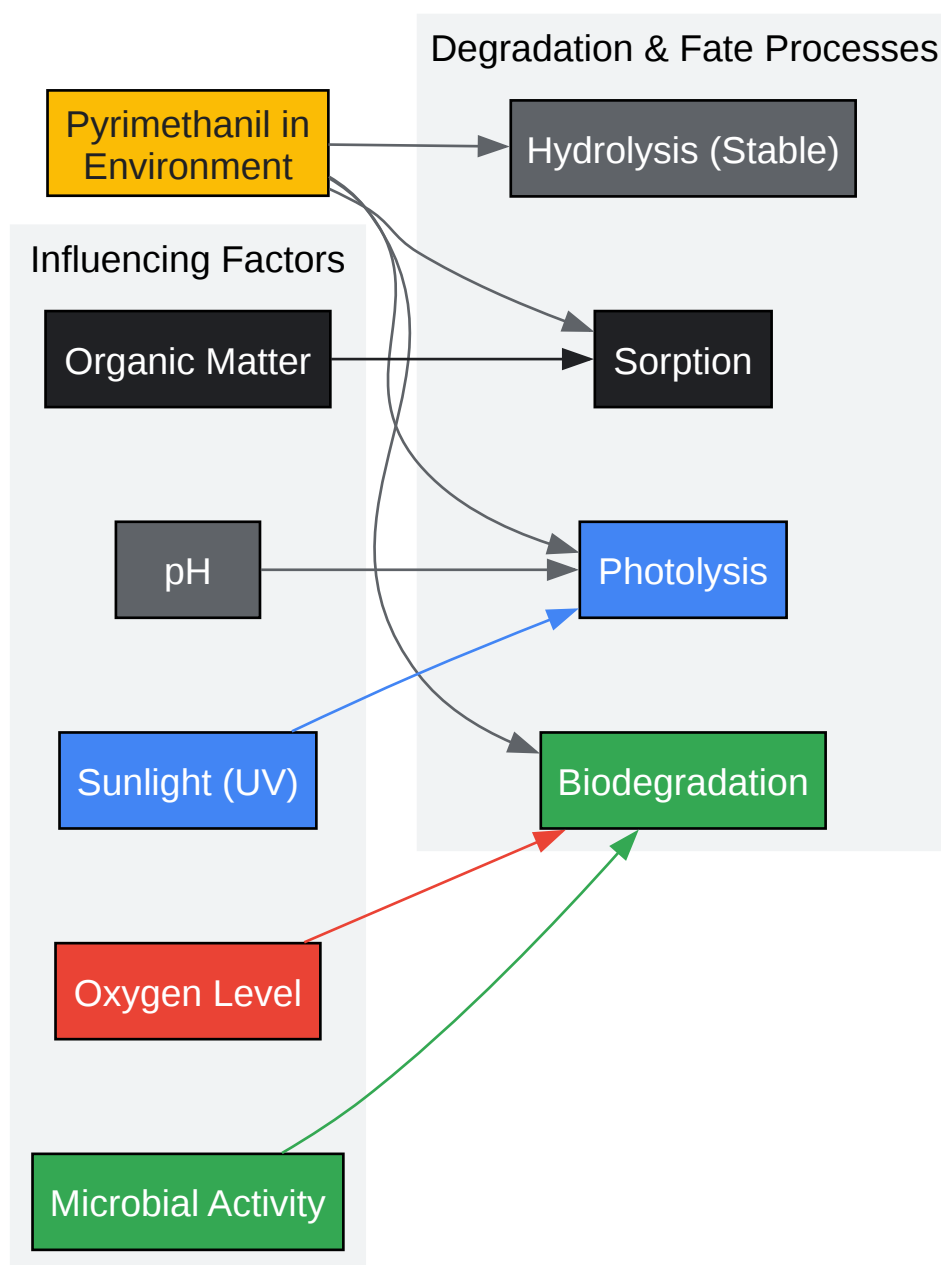 Degradation & Fate Processes
Pyrimethanil in
Environment
Hydrolysis (Stable)
Influencing Factors
Organic Matter
Sorption
pH
Photolysis
Sunlight (UV)
Biodegradation
Oxygen Level
Microbial Activity